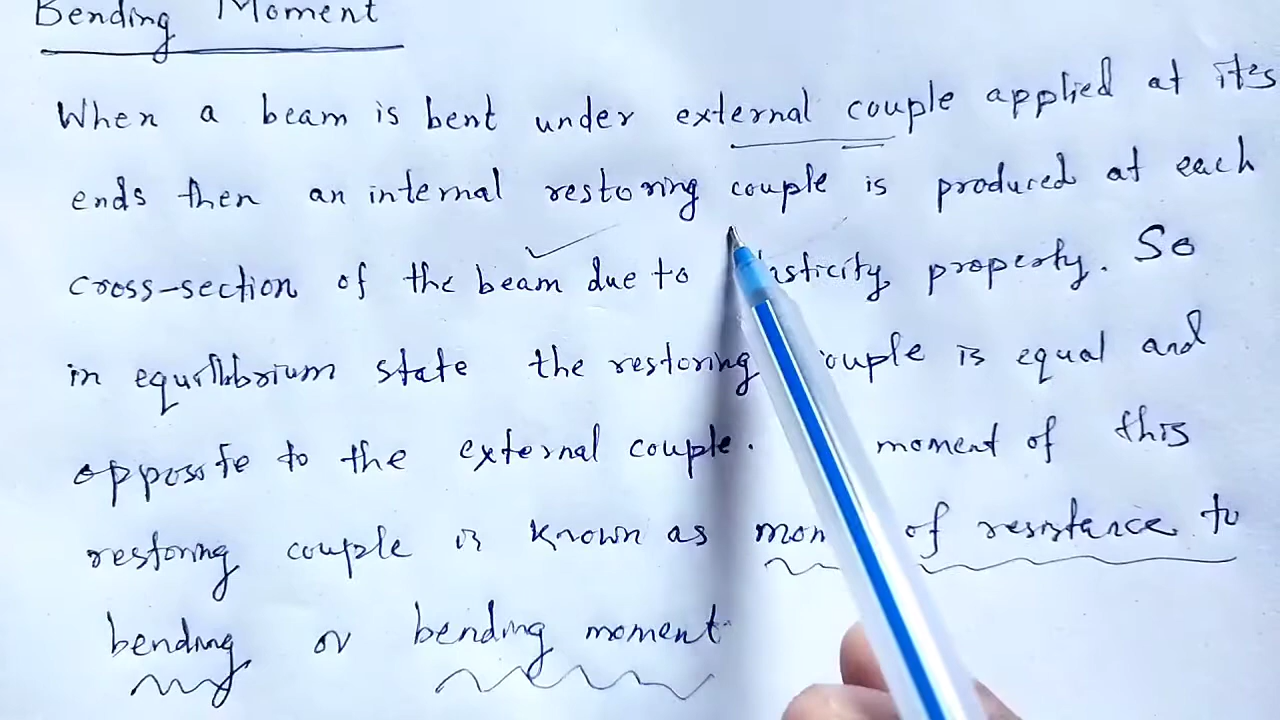 Bending Moment
When a beam is bent under external couple applied at it's
ends then an internal restoring couple is produced at each
cross-section of the beam due to property. So
in equilibrium state the restoring couple is equal and
opposite to the external couple. moment of this
restoring couple is known as of resistance to
bending or bending moment